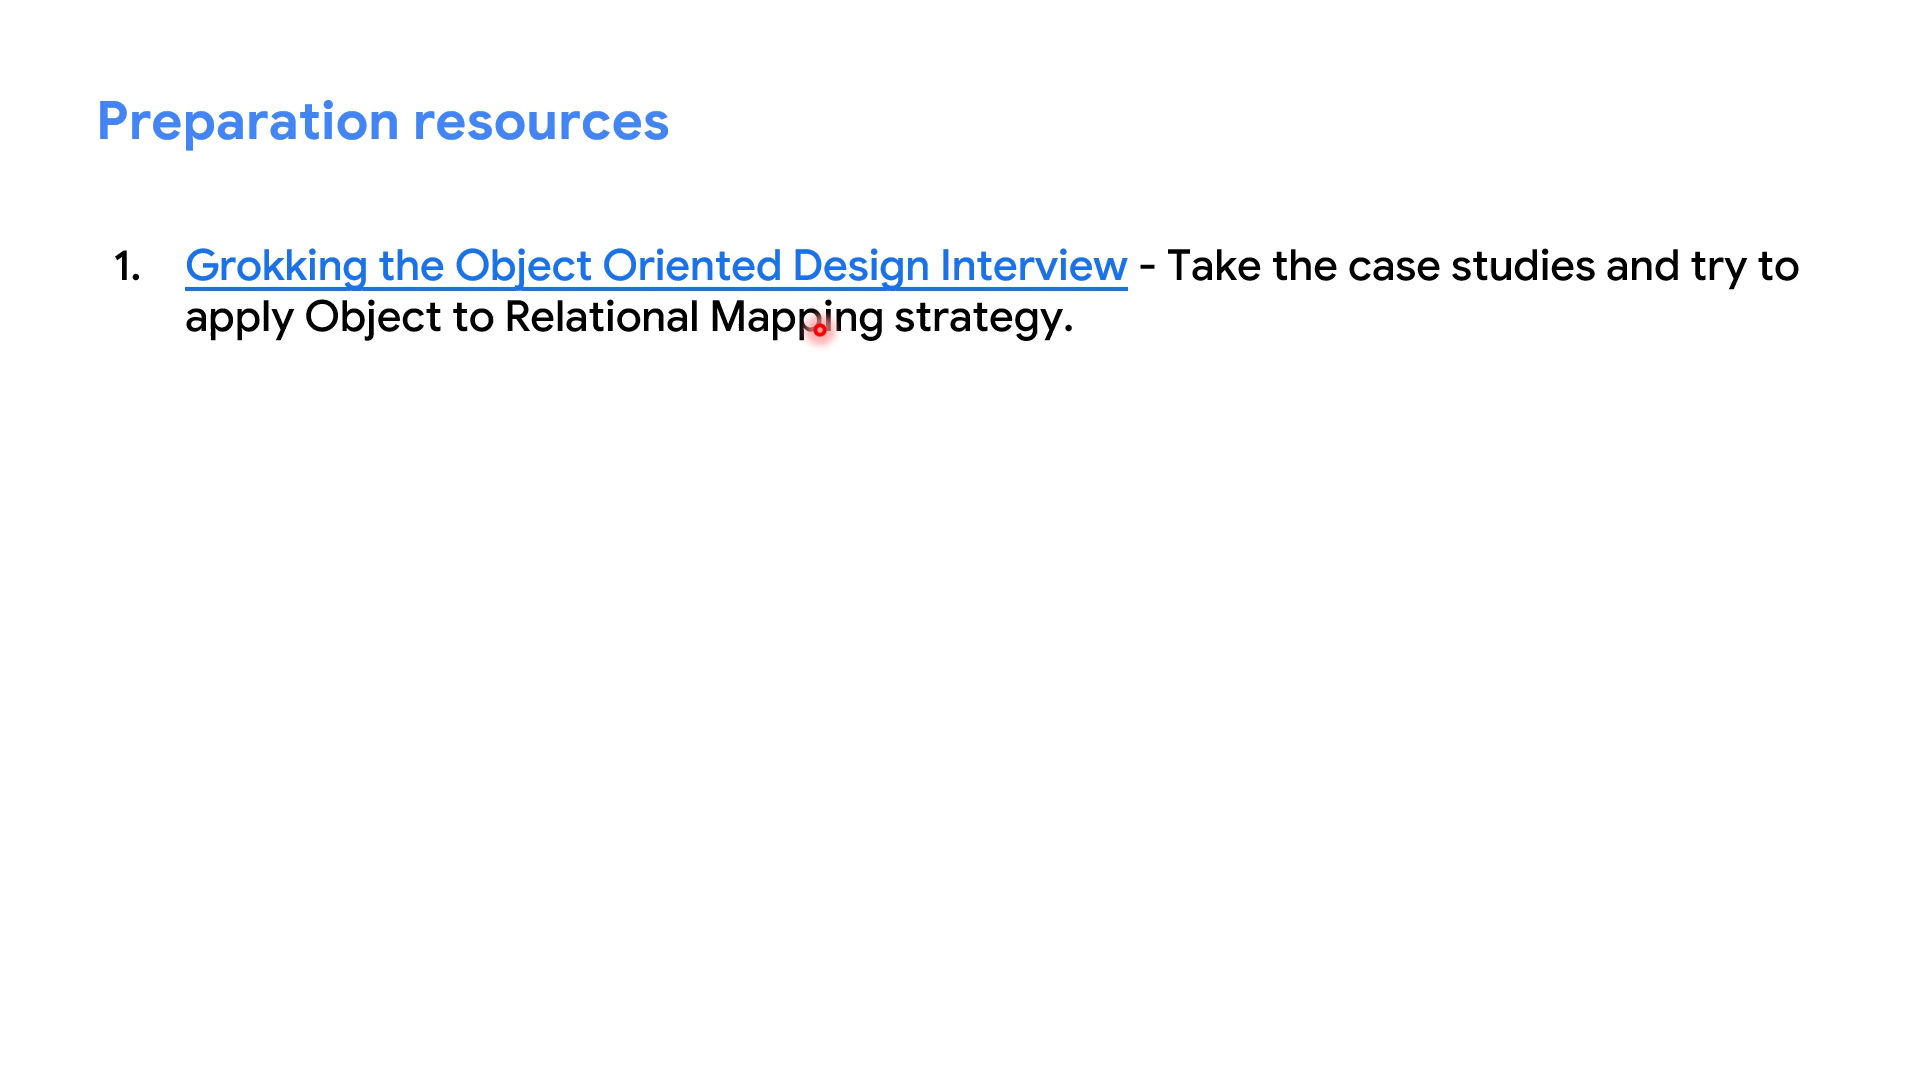 Preparation resources
1. Grokking the Object Oriented Design Interview - Take the case studies and try to
apply Object to Relational Mapping strategy.